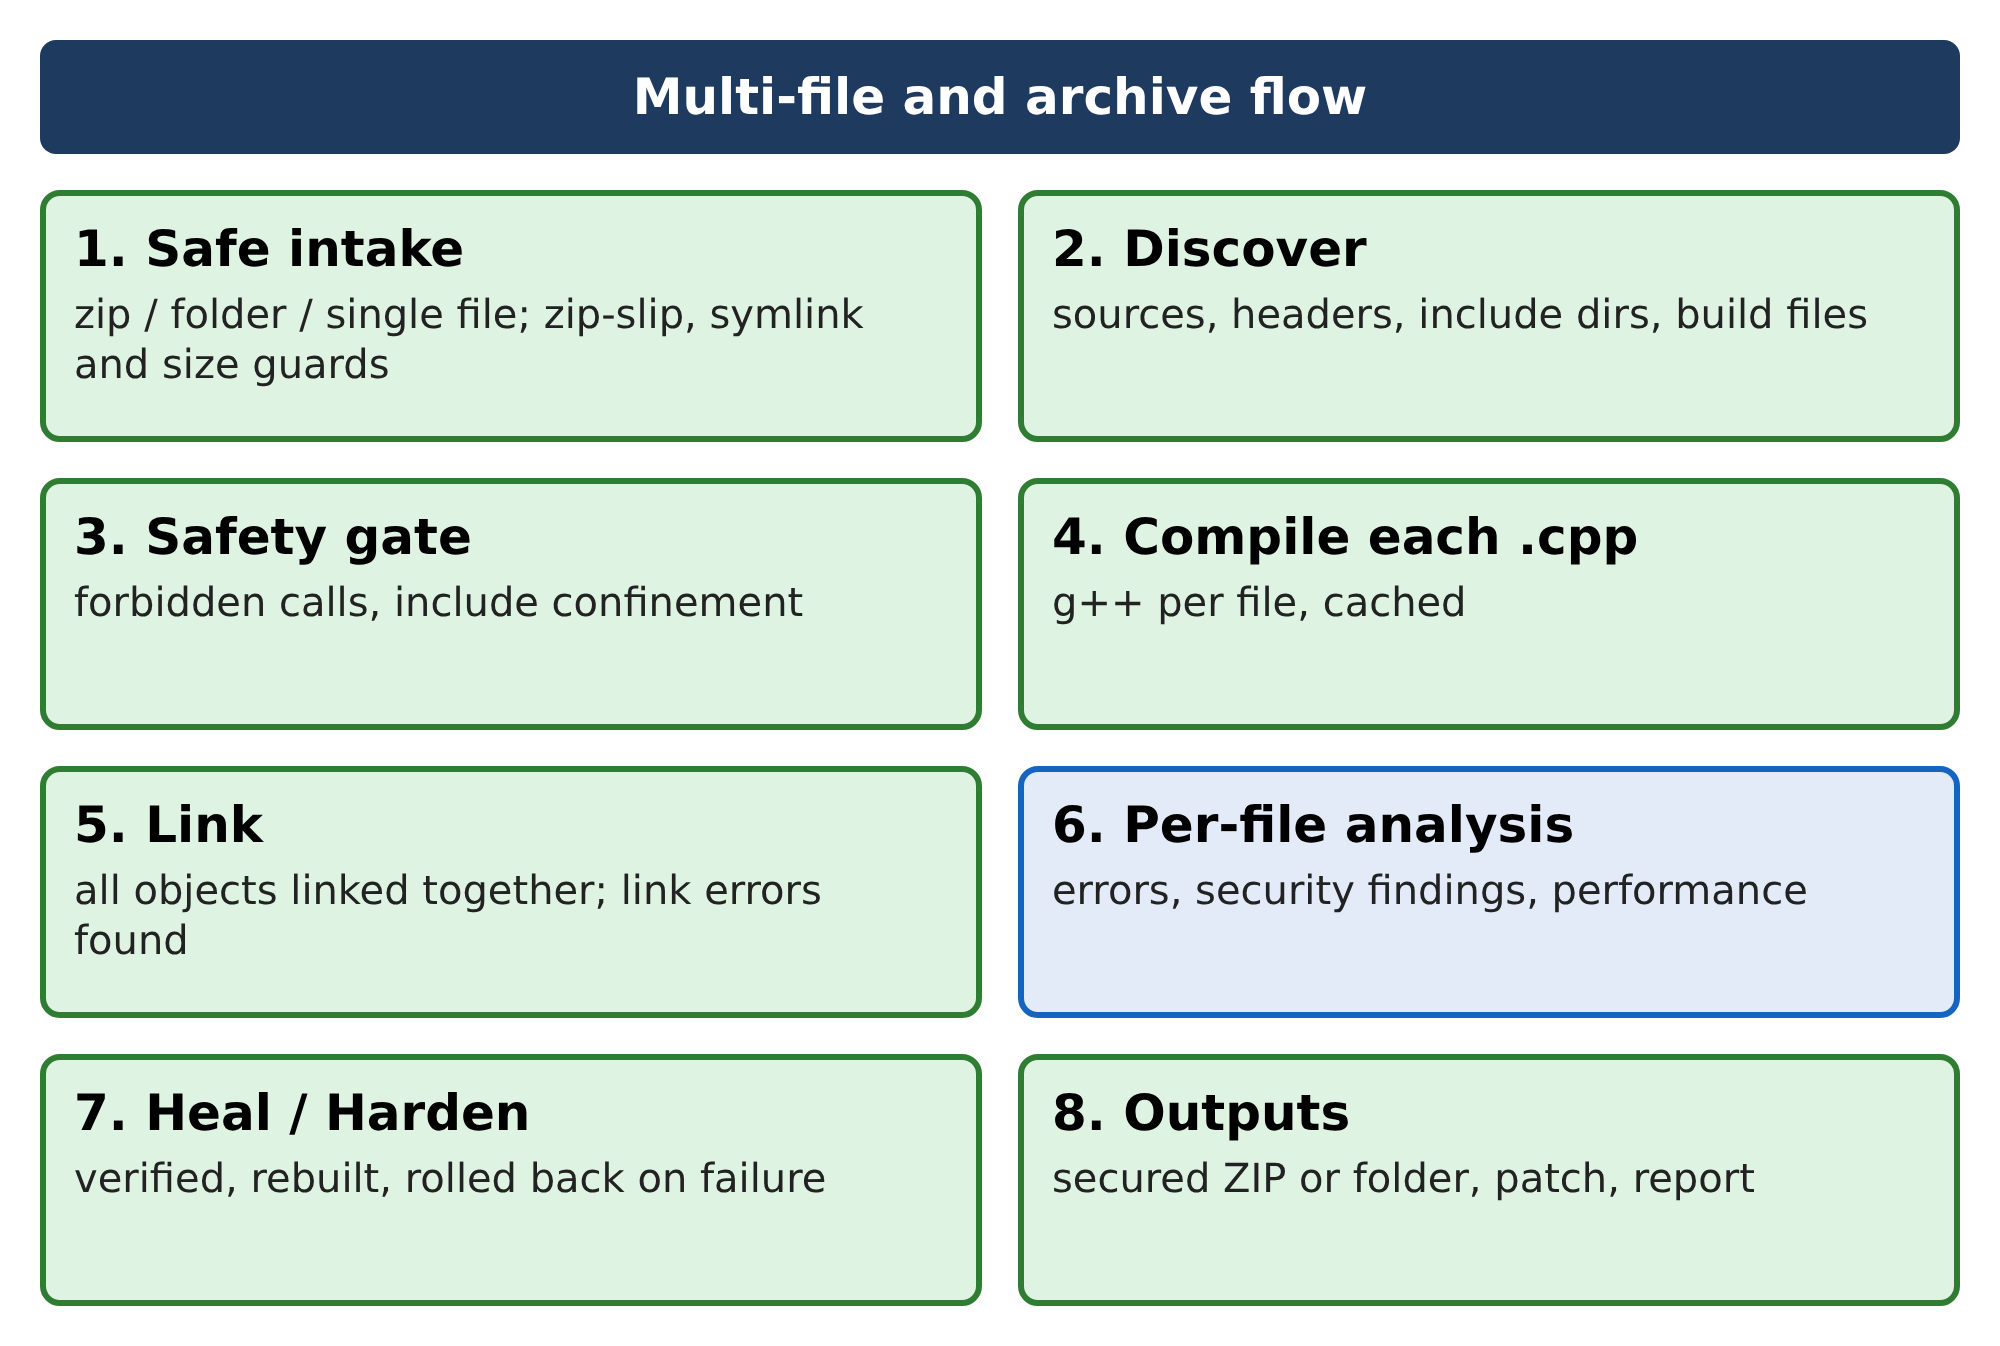 Multi-file and archive flow
1. Safe intake
zip / folder / single file; zip-slip, symlink
and size guards
2. Discover
sources, headers, include dirs, build files
3. Safety gate
forbidden calls, include confinement
4. Compile each .cpp
g++ per file, cached
5. Link
all objects linked together; link errors
found
6. Per-file analysis
errors, security findings, performance
7. Heal / Harden
verified, rebuilt, rolled back on failure
8. Outputs
secured ZIP or folder, patch, report